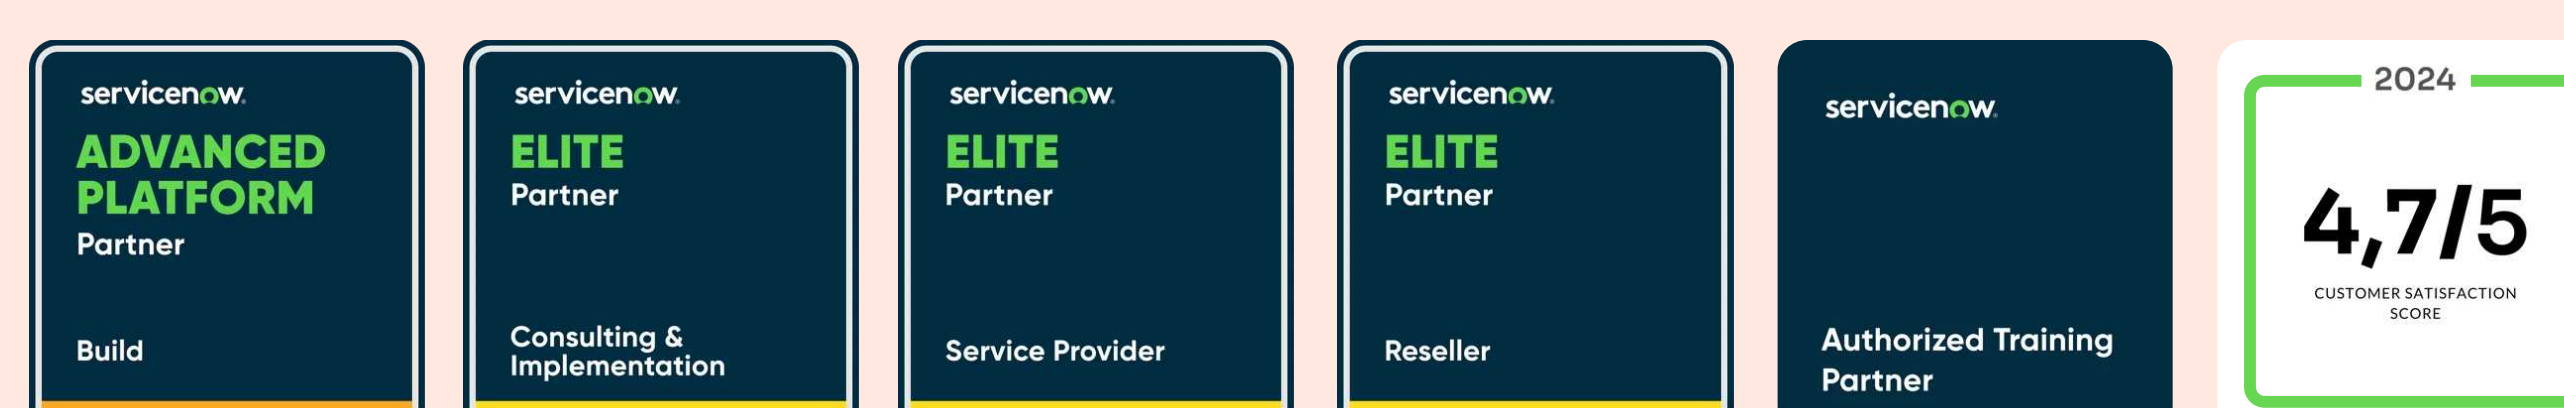 servicenow.
ADVANCED
PLATFORM
Partner
Build
servicenow.
ELITE
Partner
Consulting &
Implementation
servicenow.
ELITE
Partner
Service Provider
servicenow.
ELITE
Partner
Reseller
servicenow.
Authorized Training
Partner
2024
4,7/5
CUSTOMER SATISFACTION
SCORE